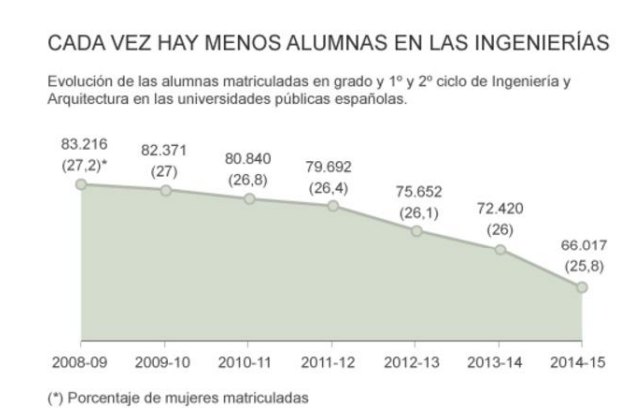 CADA VEZ HAY MENOS ALUMNAS EN LAS INGENIERÍAS
Evolución de las alumnas matriculadas en grado y 1º y 2º ciclo de Ingeniería y
Arquitectura en las universidades públicas españolas.
83.216
(27,2)*
82.371
(27)
80.840
(26,8)
79.692
(26,4)
75.652
(26,1)
72.420
(26)
66.017
(25,8)
2008-09 2009-10 2010-11 2011-12 2012-13 2013-14 2014-15
(*) Porcentaje de mujeres matriculadas